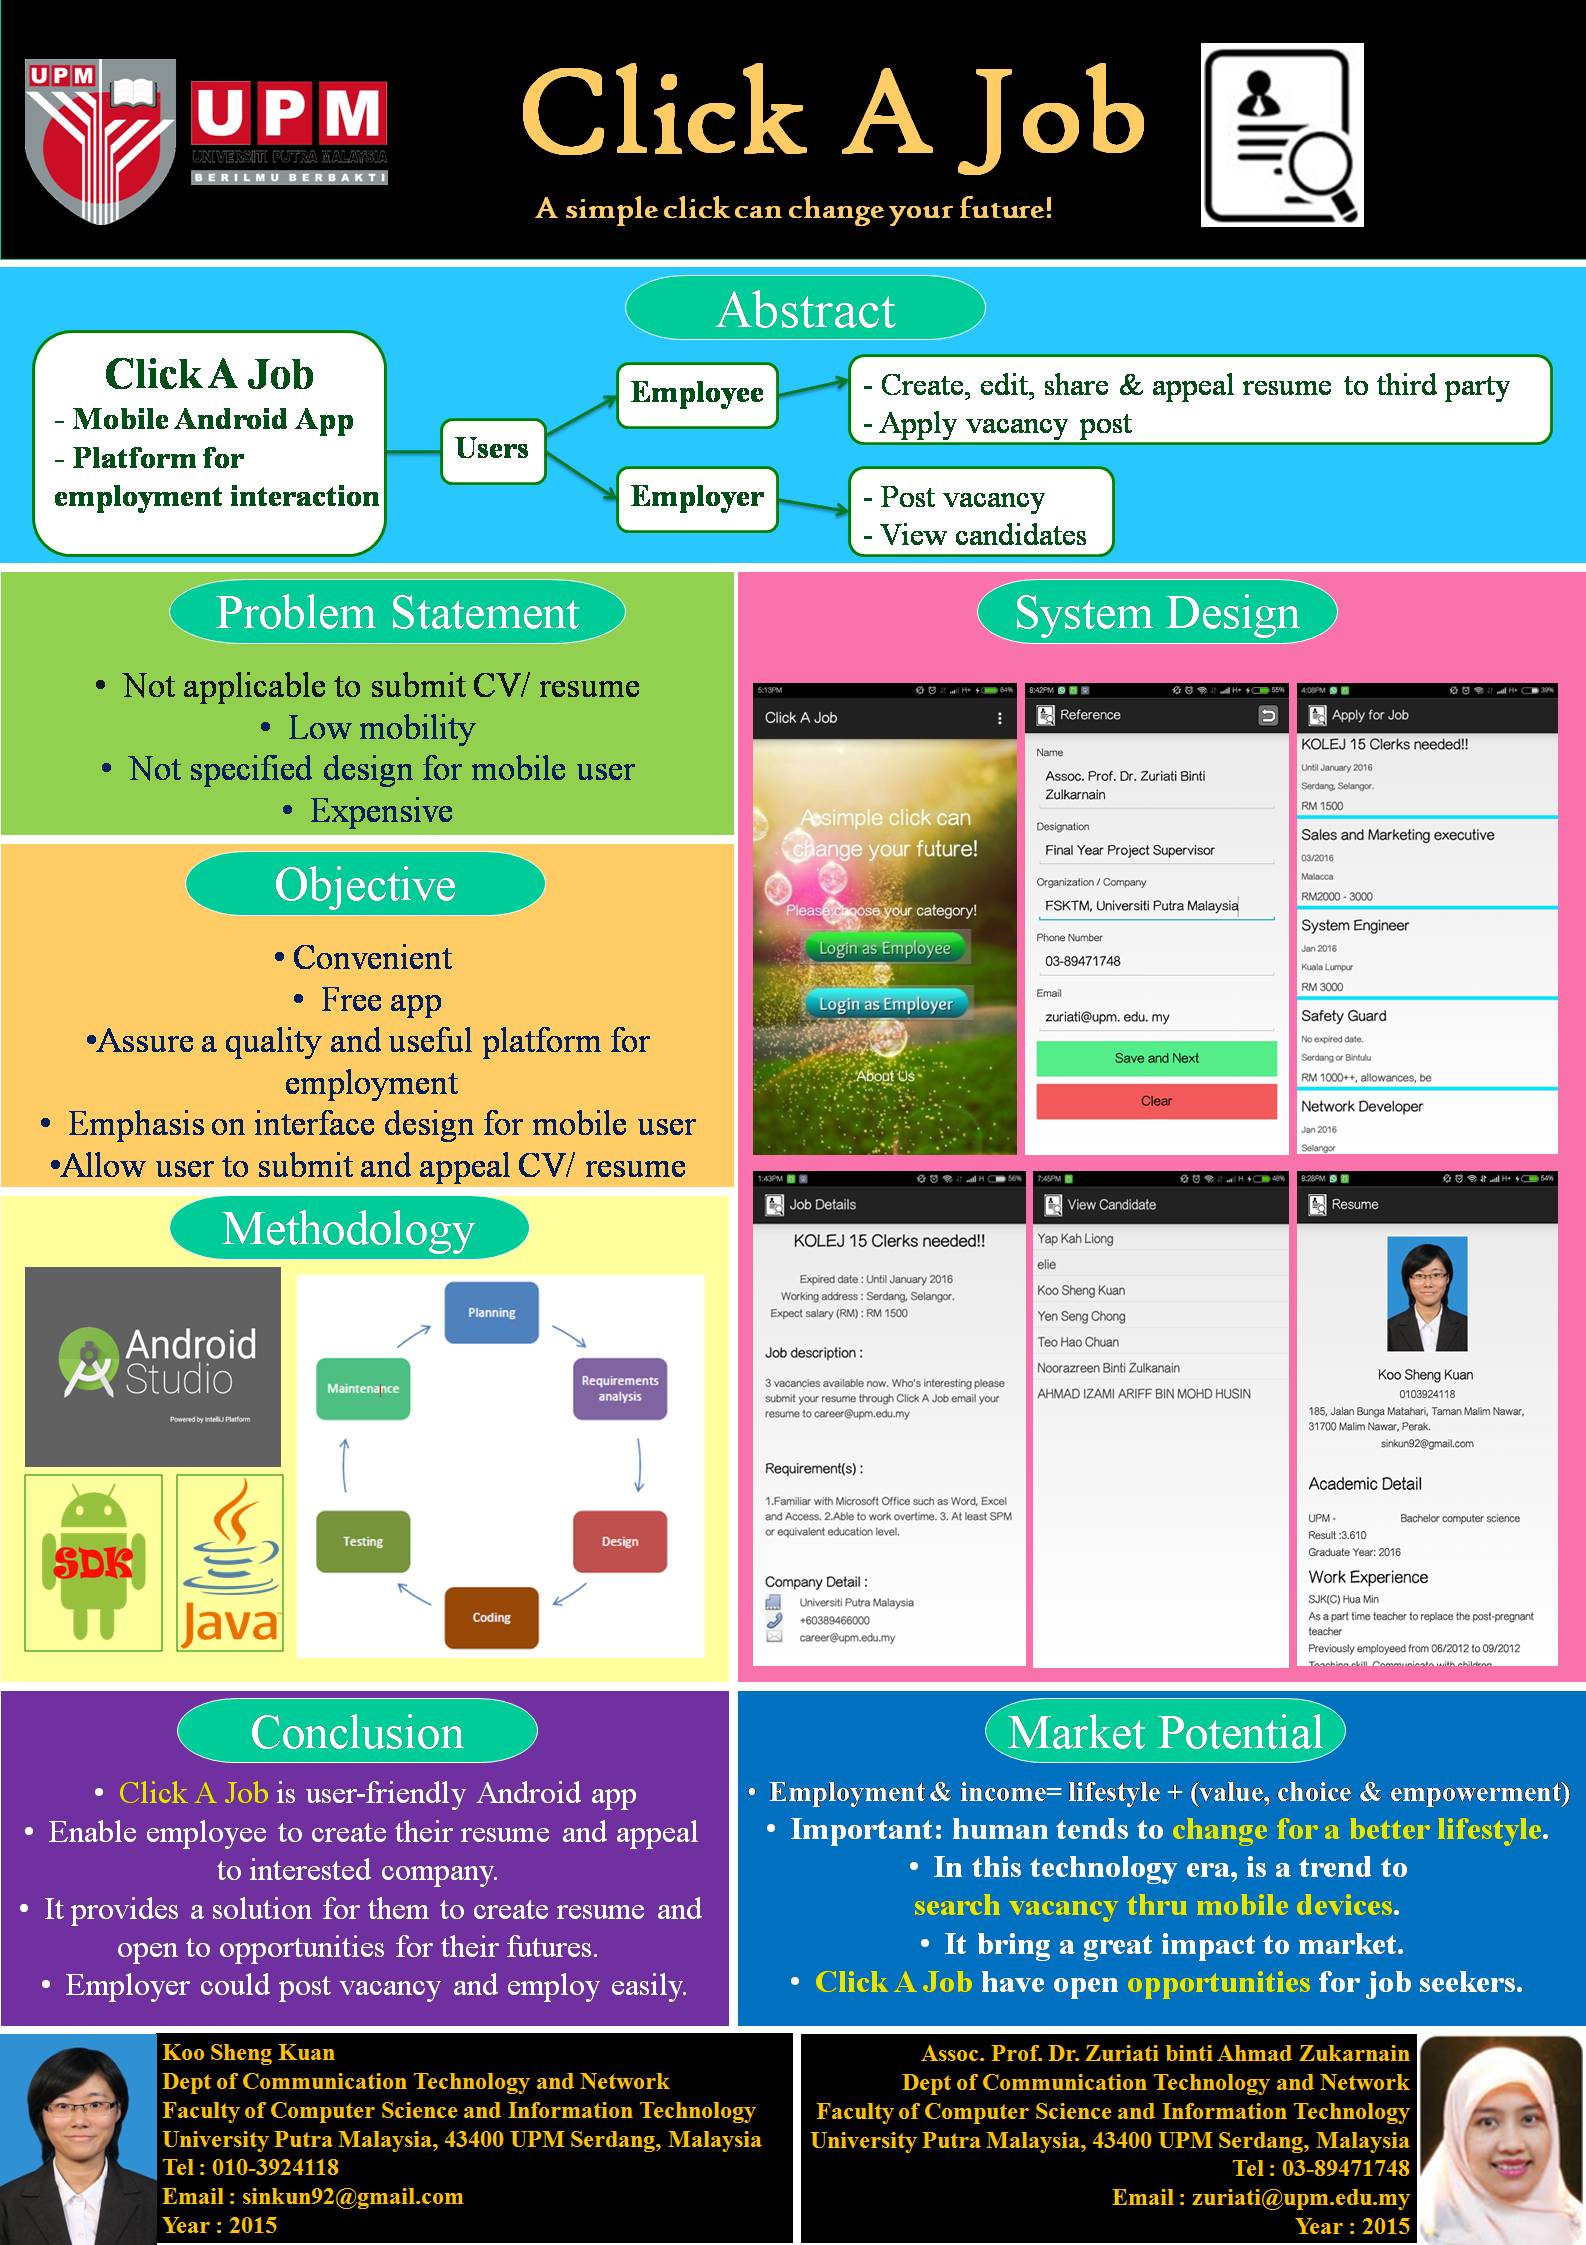 UPM
UPM
UNIVERSITI PUTRA MALAYSIA
BERILMU BERBAKTI
Click A Job
A simple click can change your future!
Abstract
Click A Job
- Mobile Android App
- Platform for
employment interaction
Users
Employee
- Create, edit, share & appeal resume to third party
- Apply vacancy post
Employer
- Post vacancy
- View candidates
Problem Statement
• Not applicable to submit CV/ resume
• Low mobility
• Not specified design for mobile user
• Expensive
Objective
• Convenient
• Free app
•Assure a quality and useful platform for
employment
• Emphasis on interface design for mobile user
•Allow user to submit and appeal CV/ resume
Methodology
Android
Studio
Powered by IntelliJ Platform
SDK
Java
Planning
Requirements
analysis
Design
Coding
Testing
Maintenance
System Design
5:13PM
H+
84%
Click A Job
A simple click can
change your future!
Please choose your category!
Login as Employee
Login as Employer
About Us
8:42PM
H+
55%
Reference
Name
Assoc. Prof. Dr. Zuriati Binti
Zulkarnain
Designation
Final Year Project Supervisor
Organization / Company
FSKTM, Universiti Putra Malaysia
Phone Number
03-89471748
Email
zuriati@upm. edu. my
Save and Next
Clear
4:08PM
H+
39%
Apply for Job
KOLEJ 15 Clerks needed!!
Until January 2016
Serdang, Selangor.
RM 1500
Sales and Marketing executive
03/2016
Malacca
RM2000 - 3000
System Engineer
Jan 2016
Kuala Lumpur
RM 3000
Safety Guard
No expired date.
Serdang or Bintulu
RM 1000++, allowances, be
Network Developer
Jan 2016
Selangor
1:43PM
H
56%
Job Details
KOLEJ 15 Clerks needed!!
Expired date : Until January 2016
Working address : Serdang, Selangor.
Expect salary (RM) : RM 1500
Job description :
3 vacancies available now. Who's interesting please
submit your resume through Click A Job email your
resume to career@upm.edu.my
Requirement(s) :
1.Familiar with Microsoft Office such as Word, Excel
and Access. 2.Able to work overtime. 3. At least SPM
or equivalent education level.
Company Detail :
Universiti Putra Malaysia
+60389466000
career@upm.edu.my
7:45PM
H
48%
View Candidate
Yap Kah Liong
elie
Koo Sheng Kuan
Yen Seng Chong
Teo Hao Chuan
Noorazreen Binti Zulkanain
AHMAD IZAMI ARIFF BIN MOHD HUSIN
8:28PM
H+
54%
Resume
Koo Sheng Kuan
0103924118
185, Jalan Bunga Matahari, Taman Malim Nawar,
31700 Malim Nawar, Perak.
sinkun92@gmail.com
Academic Detail
UPM - Bachelor computer science
Result :3.610
Graduate Year: 2016
Work Experience
SJK(C) Hua Min
As a part time teacher to replace the post-pregnant
teacher
Previously employeed from 06/2012 to 09/2012
Teaching skill, Communicate with children
Conclusion
• Click A Job is user-friendly Android app
• Enable employee to create their resume and appeal
to interested company.
• It provides a solution for them to create resume and
open to opportunities for their futures.
• Employer could post vacancy and employ easily.
Market Potential
• Employment & income= lifestyle + (value, choice & empowerment)
• Important: human tends to change for a better lifestyle.
• In this technology era, is a trend to
search vacancy thru mobile devices.
• It bring a great impact to market.
• Click A Job have open opportunities for job seekers.
Koo Sheng Kuan
Dept of Communication Technology and Network
Faculty of Computer Science and Information Technology
University Putra Malaysia, 43400 UPM Serdang, Malaysia
Tel : 010-3924118
Email : sinkun92@gmail.com
Year : 2015
Assoc. Prof. Dr. Zuriati binti Ahmad Zukarnain
Dept of Communication Technology and Network
Faculty of Computer Science and Information Technology
University Putra Malaysia, 43400 UPM Serdang, Malaysia
Tel : 03-89471748
Email : zuriati@upm.edu.my
Year : 2015